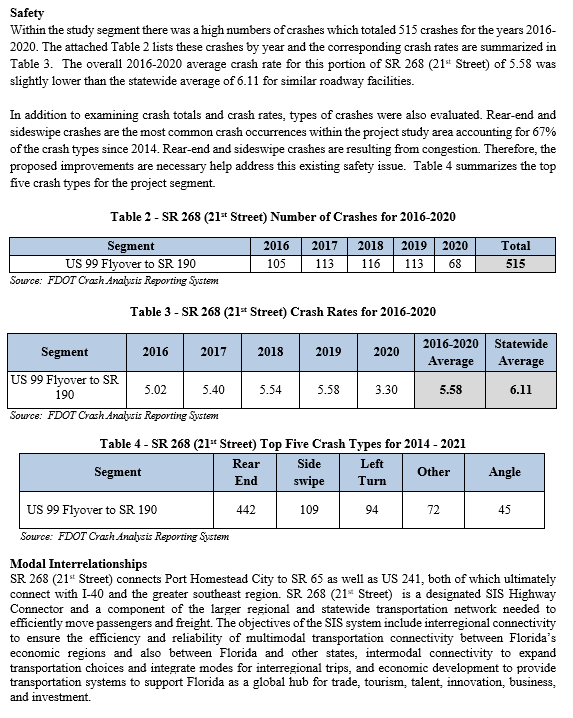 Safety
Within the study segment there was a high numbers of crashes which totaled 515 crashes for the years 2016-
2020. The attached Table 2 lists these crashes by year and the corresponding crash rates are summarized in
Table 3. The overall 2016-2020 average crash rate for this portion of SR 268 (21st Street) of 5.58 was
slightly lower than the statewide average of 6.11 for similar roadway facilities.
In addition to examining crash totals and crash rates, types of crashes were also evaluated. Rear-end and
sideswipe crashes are the most common crash occurrences within the project study area accounting for 67%
of the crash types since 2014. Rear-end and sideswipe crashes are resulting from congestion. Therefore, the
proposed improvements are necessary help address this existing safety issue. Table 4 summarizes the top
five crash types for the project segment.
Table 2 - SR 268 (21st Street) Number of Crashes for 2016-2020
Segment 2016 2017 2018 2019 2020 Total
US 99 Flyover to SR 190 105 113 116 113 68 515
Source: FDOT Crash Analysis Reporting System
Table 3 - SR 268 (21st Street) Crash Rates for 2016-2020
Segment 2016 2017 2018 2019 2020 2016-2020 Average Statewide Average
US 99 Flyover to SR 190 5.02 5.40 5.54 5.58 3.30 5.58 6.11
Source: FDOT Crash Analysis Reporting System
Table 4 - SR 268 (21st Street) Top Five Crash Types for 2014 - 2021
Segment Rear End Side swipe Left Turn Other Angle
US 99 Flyover to SR 190 442 109 94 72 45
Source: FDOT Crash Analysis Reporting System
Modal Interrelationships
SR 268 (21st Street) connects Port Homestead City to SR 65 as well as US 241, both of which ultimately
connect with I-40 and the greater southeast region. SR 268 (21st Street) is a designated SIS Highway
Connector and a component of the larger regional and statewide transportation network needed to
efficiently move passengers and freight. The objectives of the SIS system include interregional connectivity
to ensure the efficiency and reliability of multimodal transportation connectivity between Florida's
economic regions and also between Florida and other states, intermodal connectivity to expand
transportation choices and integrate modes for interregional trips, and economic development to provide
transportation systems to support Florida as a global hub for trade, tourism, talent, innovation, business,
and investment.